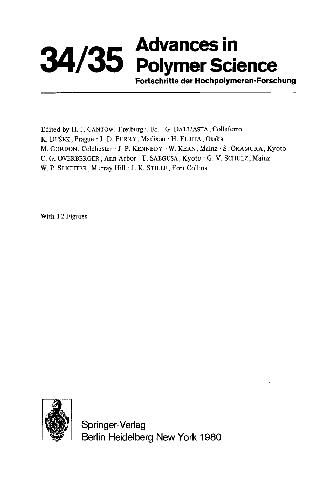 34/35
Advances in
Polymer Science
Fortschritte der Hochpolymeren-Forschung
Edited by H. J. CANTOW, Freiburg · G. DALL'ASTA, Colleferro
K. DUŠEK, Prague · J. D. FERRY, Madison · H. FUJITA, Osaka
M. GORDON, Colchester · J. P. KENNEDY · W. KERN, Mainz · S. OKAMURA, Kyoto
C. G. OVERBERGER, Ann Arbor · T. SAEGUSA, Kyoto · G. V. SCHULZ, Mainz
W. P. SLICHTER, Murray Hill · J. K. STILLE, Fort Collins
With 12 Figures
Springer-Verlag
Berlin Heidelberg New York 1980